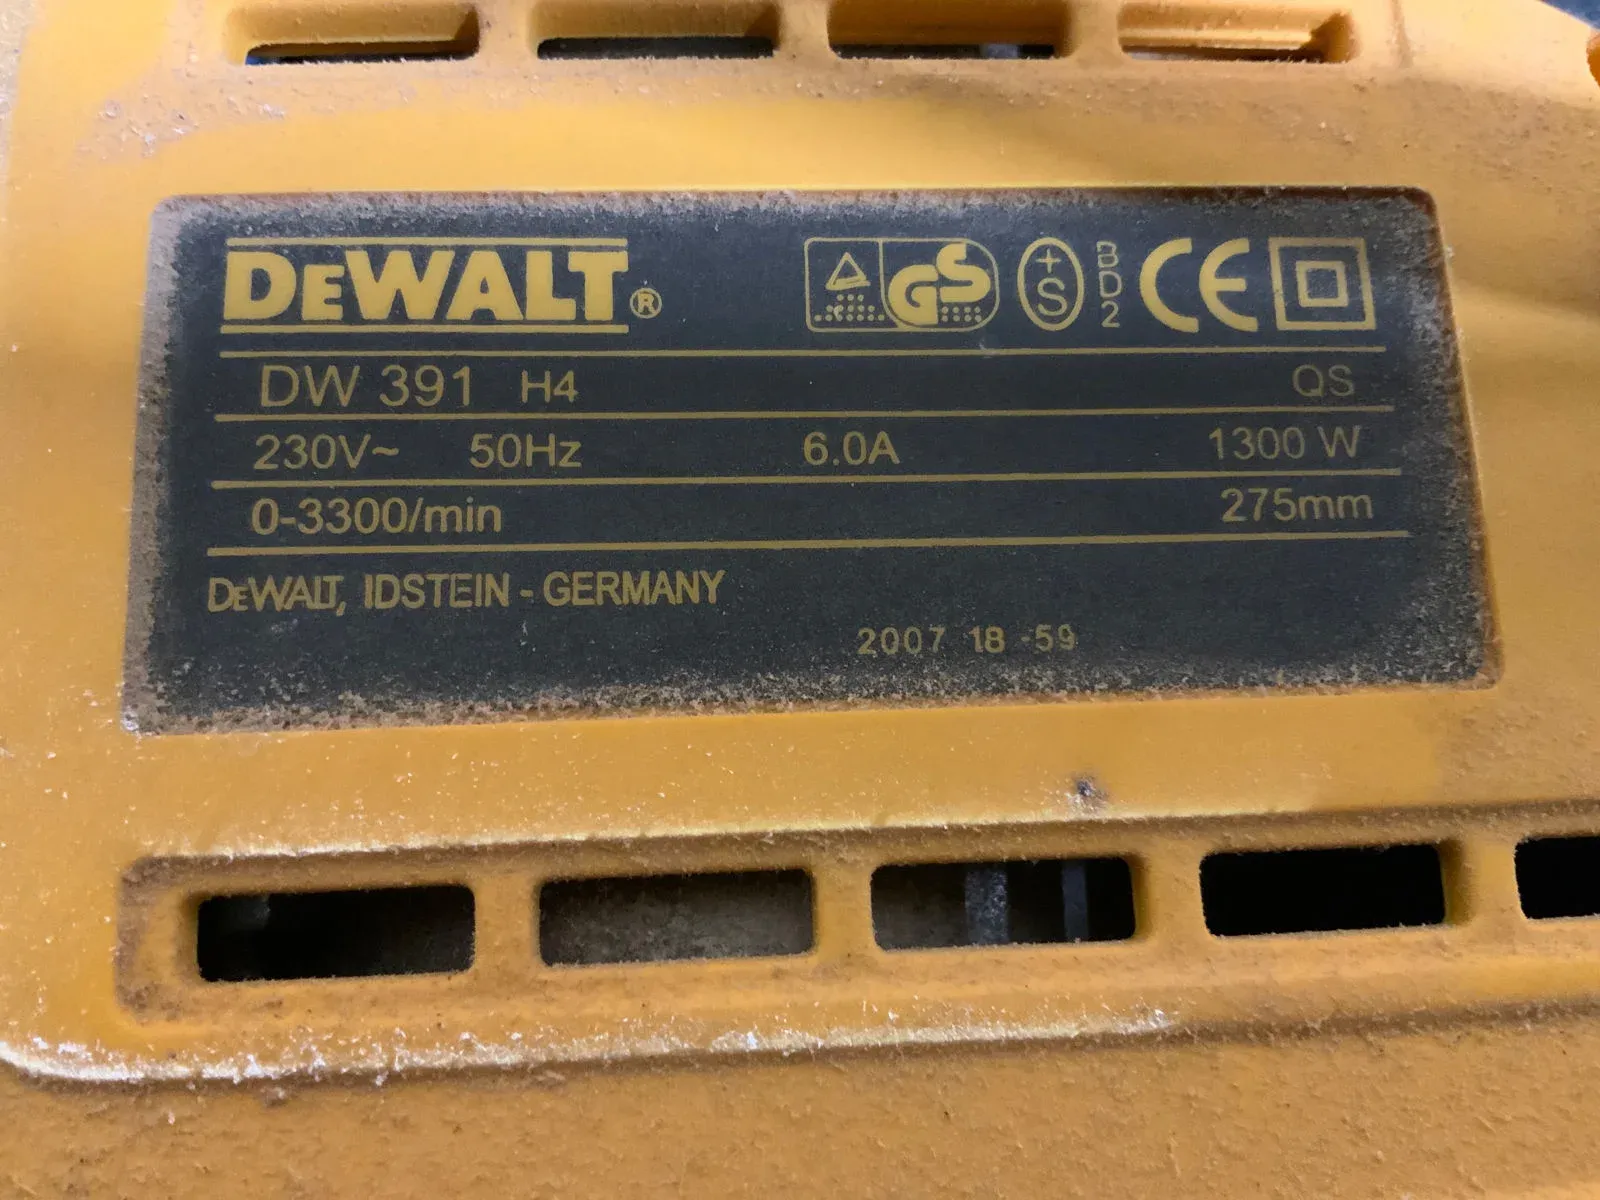 DEWALT®
GS +S BD2 CE
DW 391 H4 QS
230V~ 50Hz 6.0A 1300 W
0-3300/min 275mm
DEWALT, IDSTEIN - GERMANY
2007 18 -59